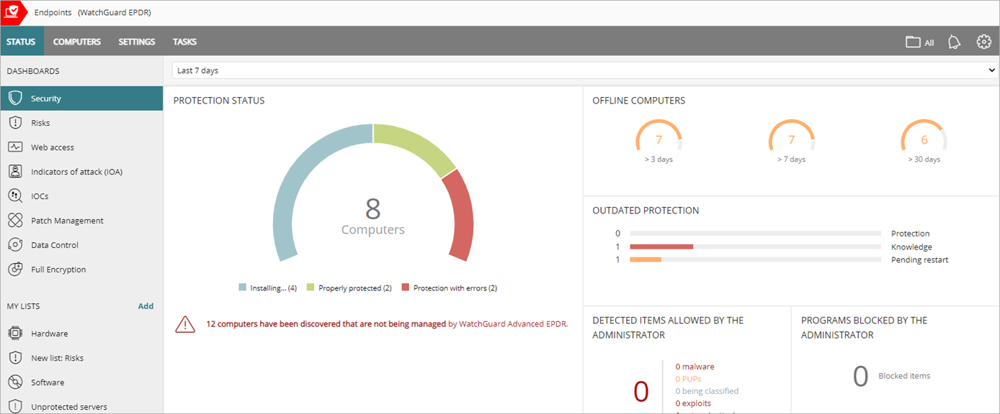 Endpoints (WatchGuard EPDR)
STATUS COMPUTERS SETTINGS TASKS All
DASHBOARDS
Security
Risks
Web access
Indicators of attack (IOA)
IOCs
Patch Management
Data Control
Full Encryption
MY LISTS Add
Hardware
New list: Risks
Software
Unprotected servers
Last 7 days
PROTECTION STATUS
8
Computers
Installing... (4) Properly protected (2) Protection with errors (2)
12 computers have been discovered that are not being managed by WatchGuard Advanced EPDR.
OFFLINE COMPUTERS
7 7 6
> 3 days > 7 days > 30 days
OUTDATED PROTECTION
0 Protection
1 Knowledge
1 Pending restart
DETECTED ITEMS ALLOWED BY THE
ADMINISTRATOR
0
0 malware
0 PUPs
0 being classified
0 exploits
PROGRAMS BLOCKED BY THE
ADMINISTRATOR
0 Blocked items